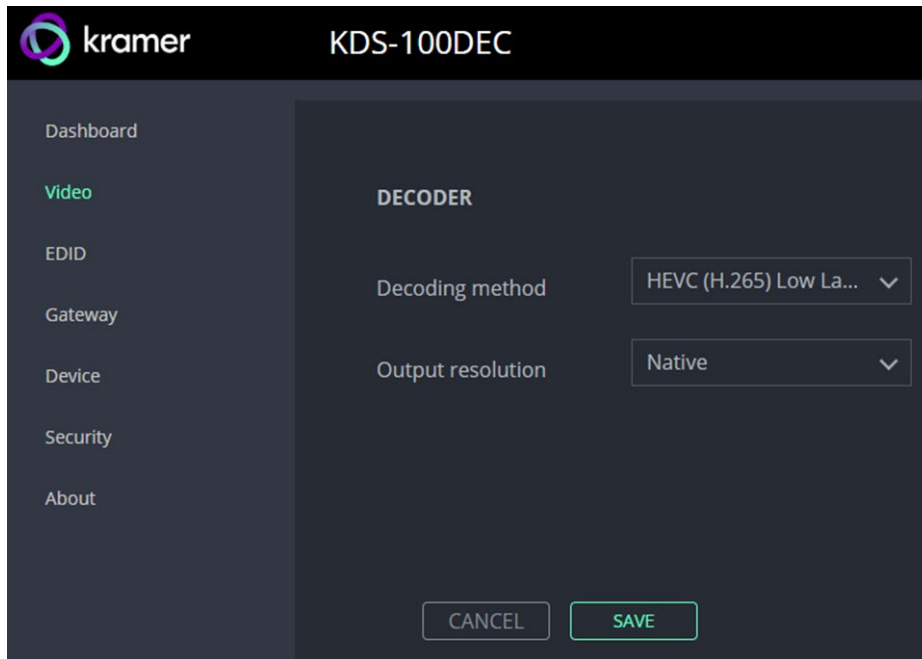 kramer
KDS-100DEC
Dashboard
Video
EDID
Gateway
Device
Security
About
DECODER
Decoding method
HEVC (H.265) Low La...
Output resolution
Native
CANCEL
SAVE